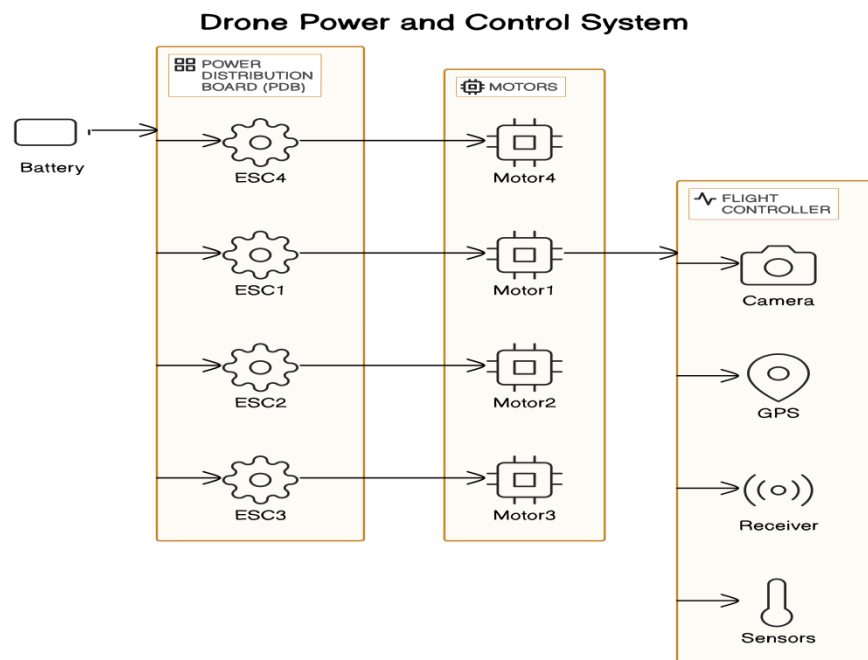 Drone Power and Control System
POWER
DISTRIBUTION
BOARD (PDB)
MOTORS
Battery
ESC4
Motor4
FLIGHT
CONTROLLER
ESC1
Motor1
Camera
ESC2
Motor2
GPS
ESC3
Motor3
Receiver
Sensors